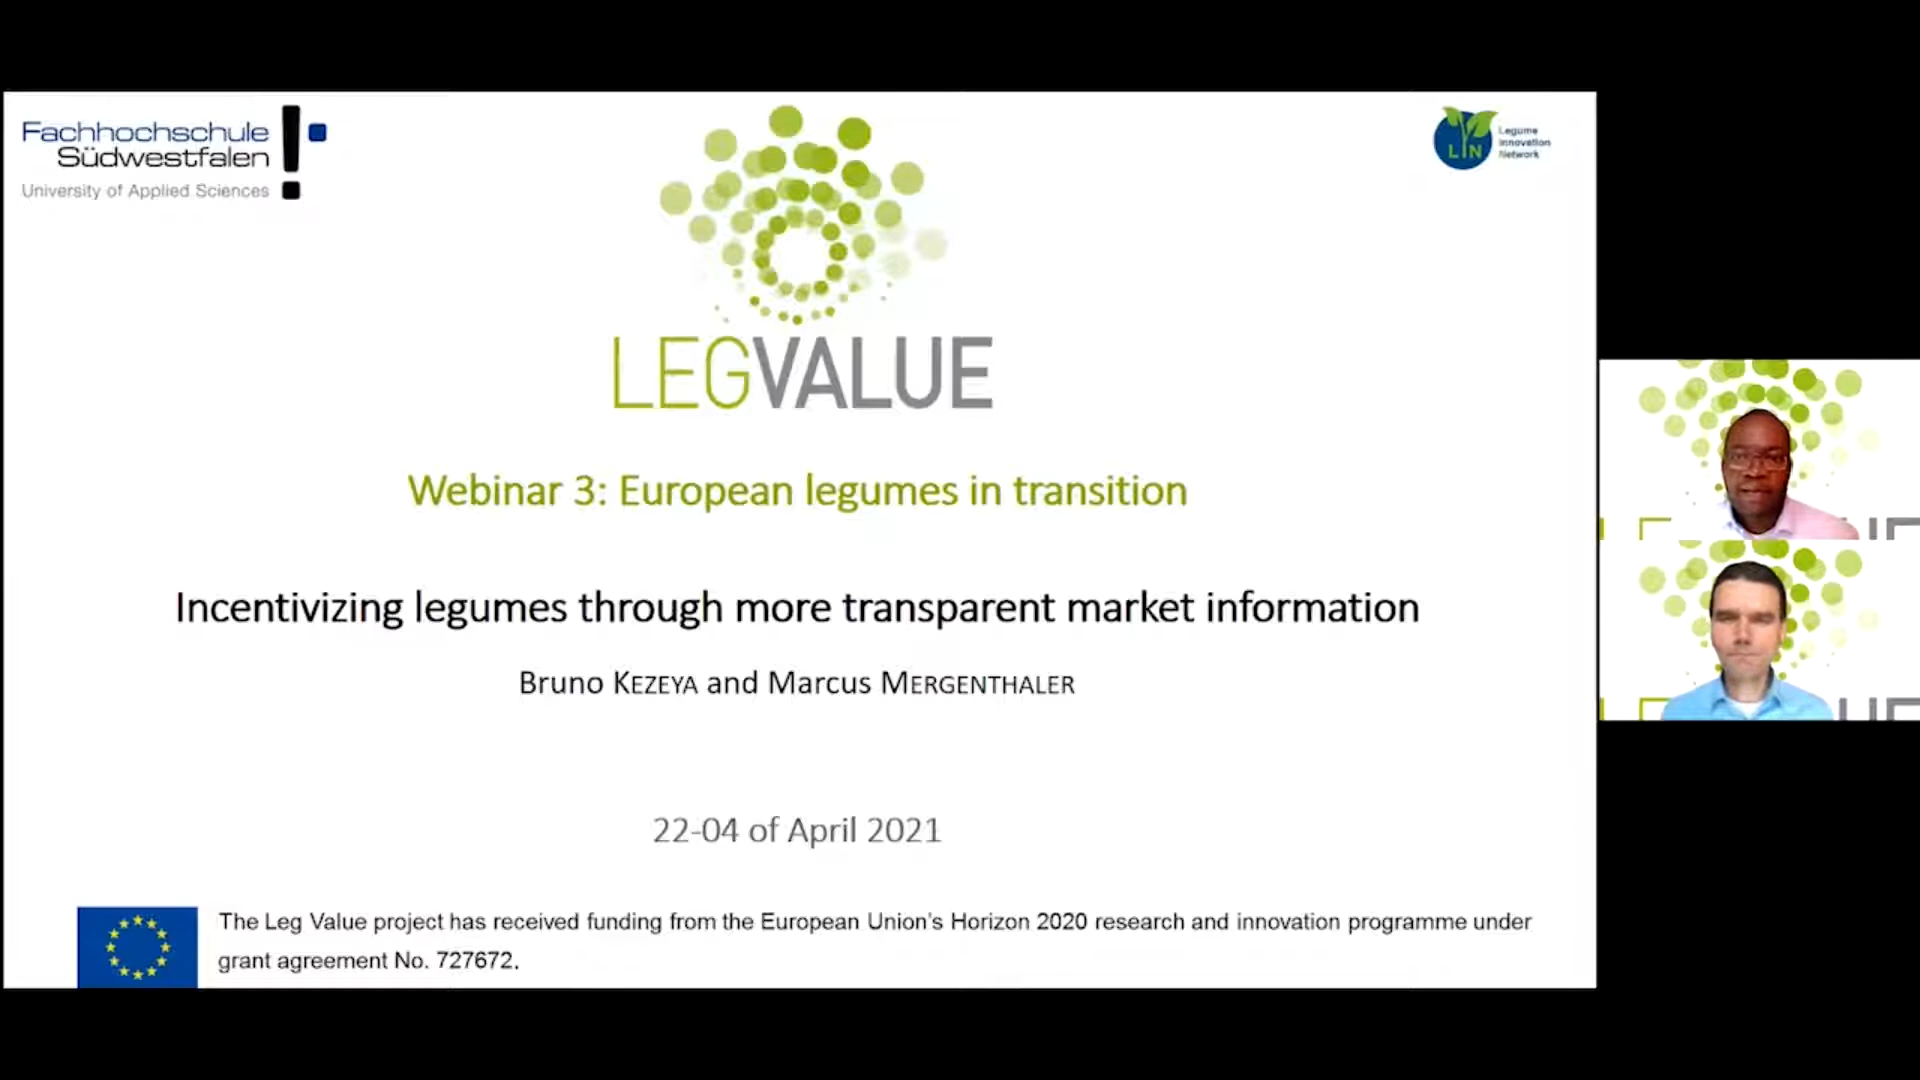 Fachhochschule
Südwestfalen
University of Applied Sciences
LIN
Legume
Innovation
Network
LEGVALUE
Webinar 3: European legumes in transition
Incentivizing legumes through more transparent market information
Bruno KEZEYA and Marcus MERGENTHALER
22-04 of April 2021
The Leg Value project has received funding from the European Union's Horizon 2020 research and innovation programme under
grant agreement No. 727672.